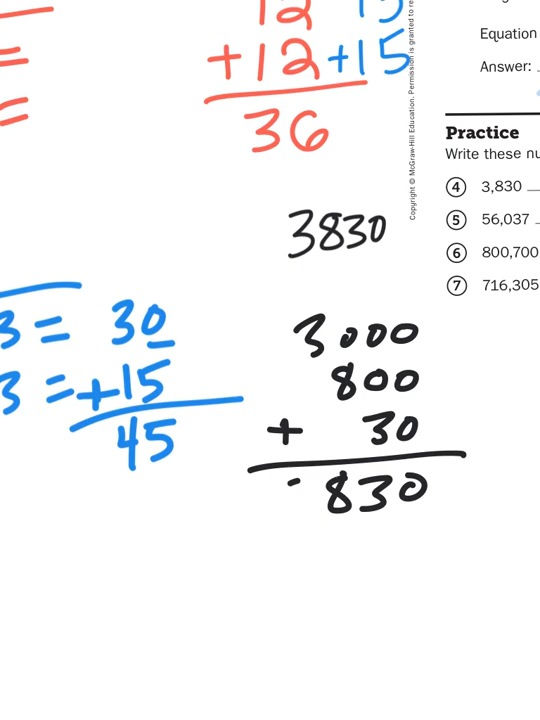 12 15
+12+15
36
=
=
3830
3 = 30
3 = +15
45
3000
800
+ 30
830
Copyright © McGraw-Hill Education. Permission is granted to re
Equation
Answer:
Practice
Write these nu
4 3,830
5 56,037
6 800,700
7 716,305